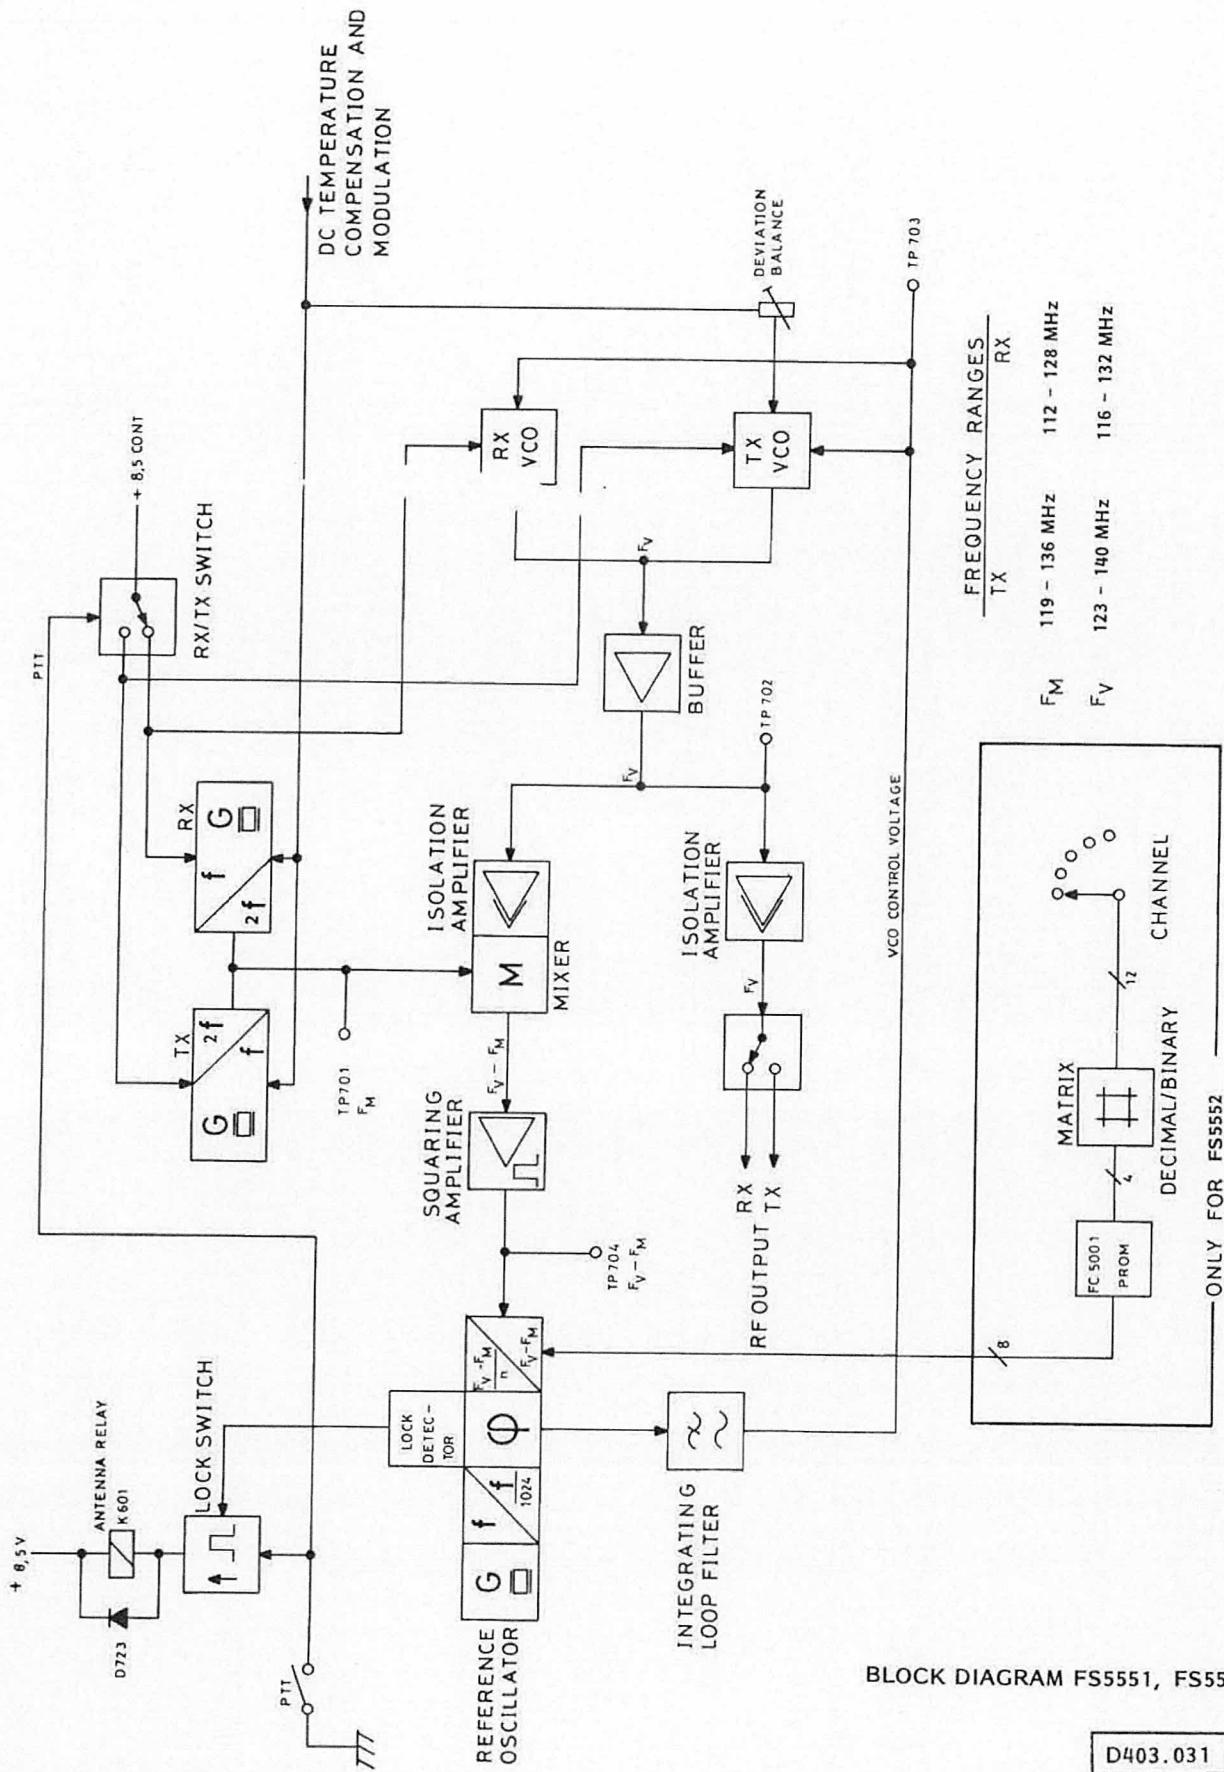 + 8,5V
D723
ANTENNA RELAY
K601
LOCK SWITCH
PTT
PTT
+ 8,5 CONT
RX/TX SWITCH
DC TEMPERATURE
COMPENSATION AND
MODULATION
TX
G
2f
f
RX
f
2f
G
TP701
FM
REFERENCE
OSCILLATOR
G
f
f
1024
LOCK
DETEC-
TOR
φ
FV-FM
n
FV-FM
SQUARING
AMPLIFIER
TP704
FV-FM
FV-FM
ISOLATION
AMPLIFIER
M
MIXER
FV
BUFFER
FV
RX
VCO
TX
VCO
DEVIATION
BALANCE
TP 703
TP 702
INTEGRATING
LOOP FILTER
RF OUTPUT
RX
TX
FV
ISOLATION
AMPLIFIER
VCO CONTROL VOLTAGE
8
FC 5001
PROM
4
MATRIX
DECIMAL/BINARY
12
CHANNEL
ONLY FOR FS5552
FREQUENCY RANGES
TX RX
FM 119 - 136 MHz 112 - 128 MHz
FV 123 - 140 MHz 116 - 132 MHz
BLOCK DIAGRAM FS5551, FS55
D403.031